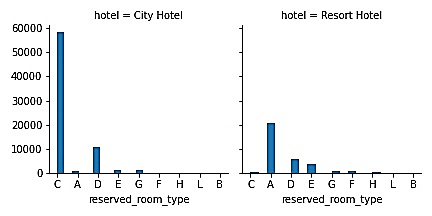 hotel = City Hotel
hotel = Resort Hotel
60000
50000
40000
30000
20000
10000
0
C A D E G F H L B
C A D E G F H L B
reserved_room_type
reserved_room_type